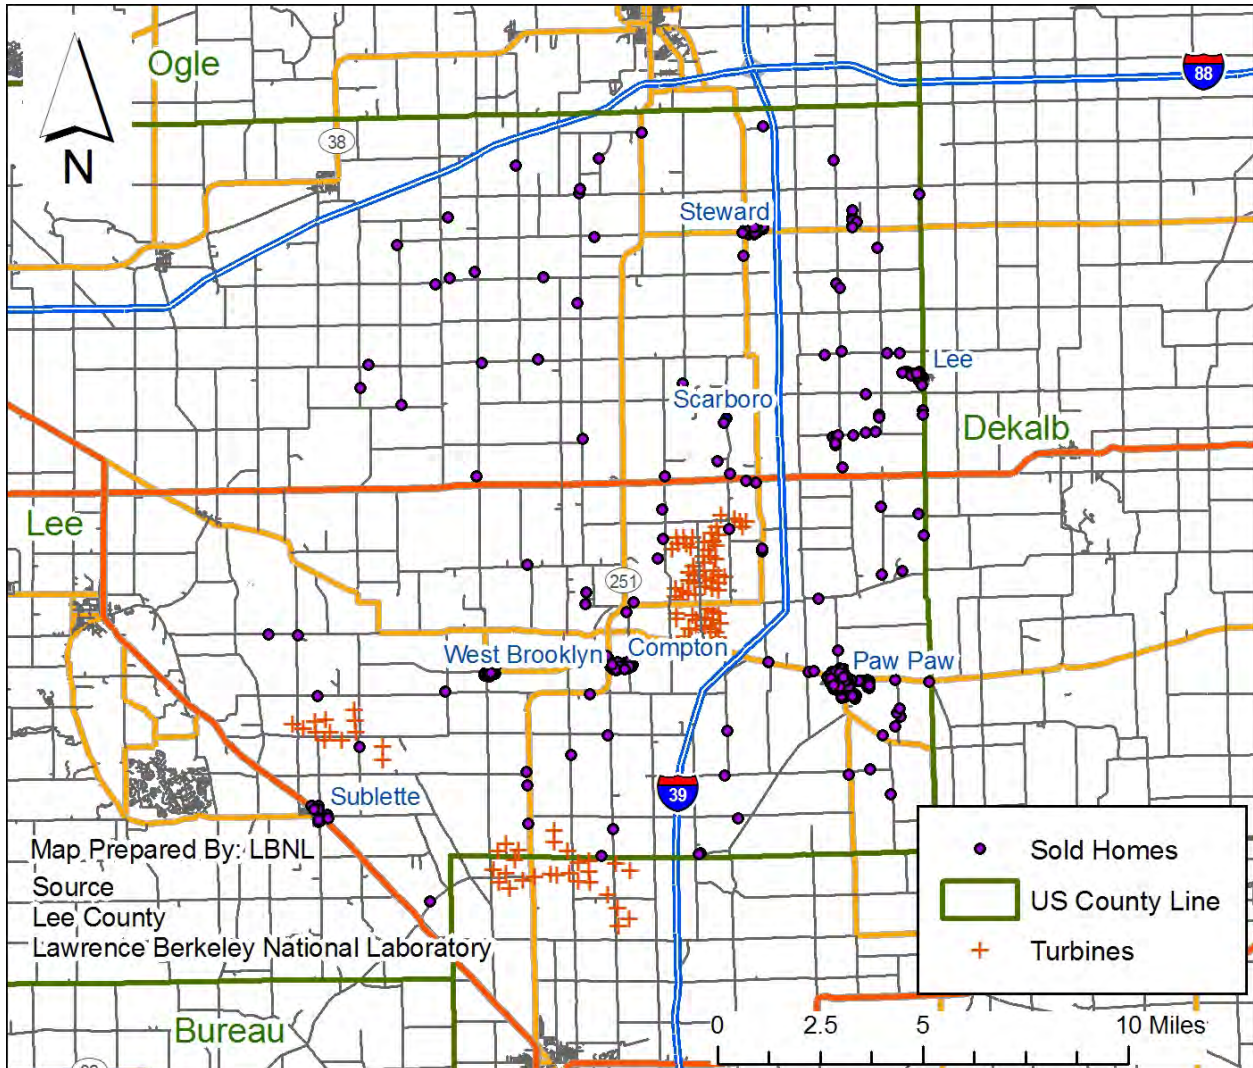 Ogle
88
38
N
Steward
Lee
Scarboro
Dekalb
Lee
251
West Brooklyn
Compton
Paw Paw
39
Sublette
Map Prepared By: LBNL
Source
Lee County
Lawrence Berkeley National Laboratory
Sold Homes
US County Line
Turbines
Bureau
0 2.5 5 10 Miles